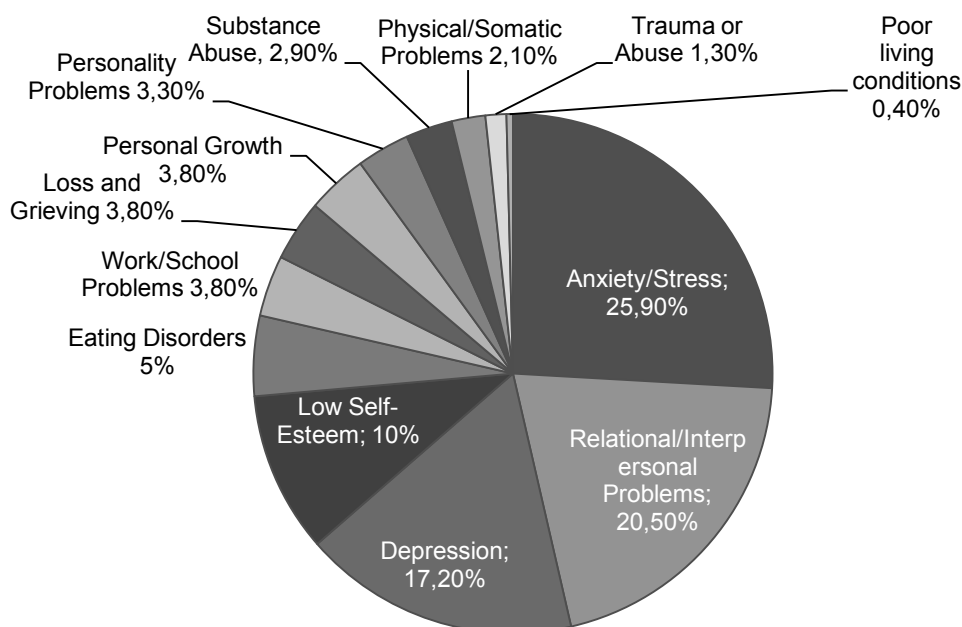 Substance
Abuse, 2,90%
Physical/Somatic
Problems 2,10%
Trauma or
Abuse 1,30%
Poor
living
conditions
0,40%
Personality
Problems 3,30%
Personal Growth
3,80%
Loss and
Grieving 3,80%
Work/School
Problems 3,80%
Eating Disorders
5%
Anxiety/Stress;
25,90%
Low Self-
Esteem; 10%
Relational/Interp
ersonal
Problems;
20,50%
Depression;
17,20%